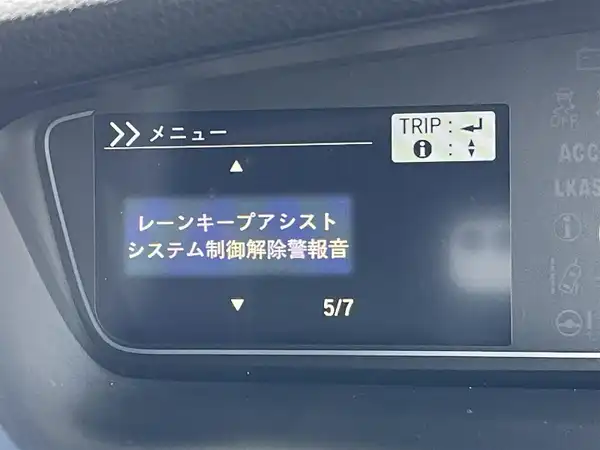 >> メニュー
TRIP : ↵
i : ▲▼
▲
レーンキープアシスト
システム制御解除警報音
▼ 5/7
OFF
ACC
LKAS